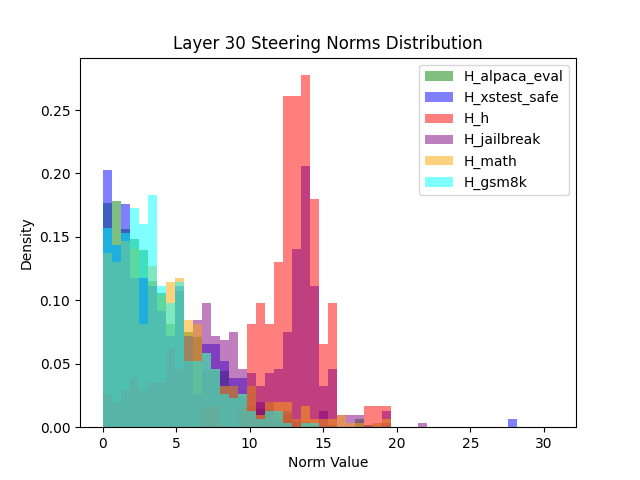 Layer 30 Steering Norms Distribution
H_alpaca_eval
H_xstest_safe
H_h
H_jailbreak
H_math
H_gsm8k
0.25
0.20
0.15
0.10
0.05
0.00
Density
0 5 10 15 20 25 30
Norm Value